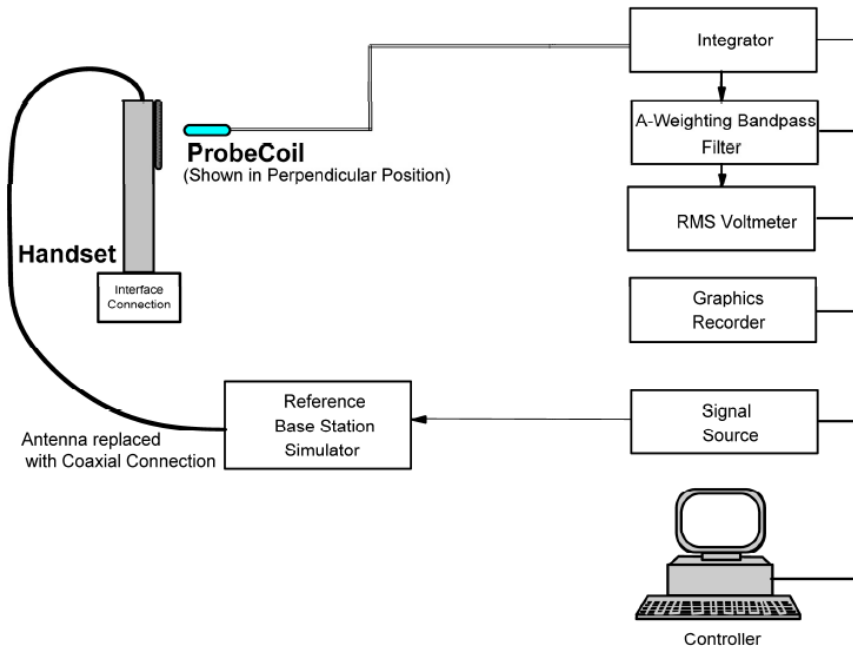 Integrator
A-Weighting Bandpass
Filter
ProbeCoil
(Shown in Perpendicular Position)
RMS Voltmeter
Handset
Interface
Connection
Graphics
Recorder
Reference
Base Station
Simulator
Signal
Source
Antenna replaced
with Coaxial Connection
Controller